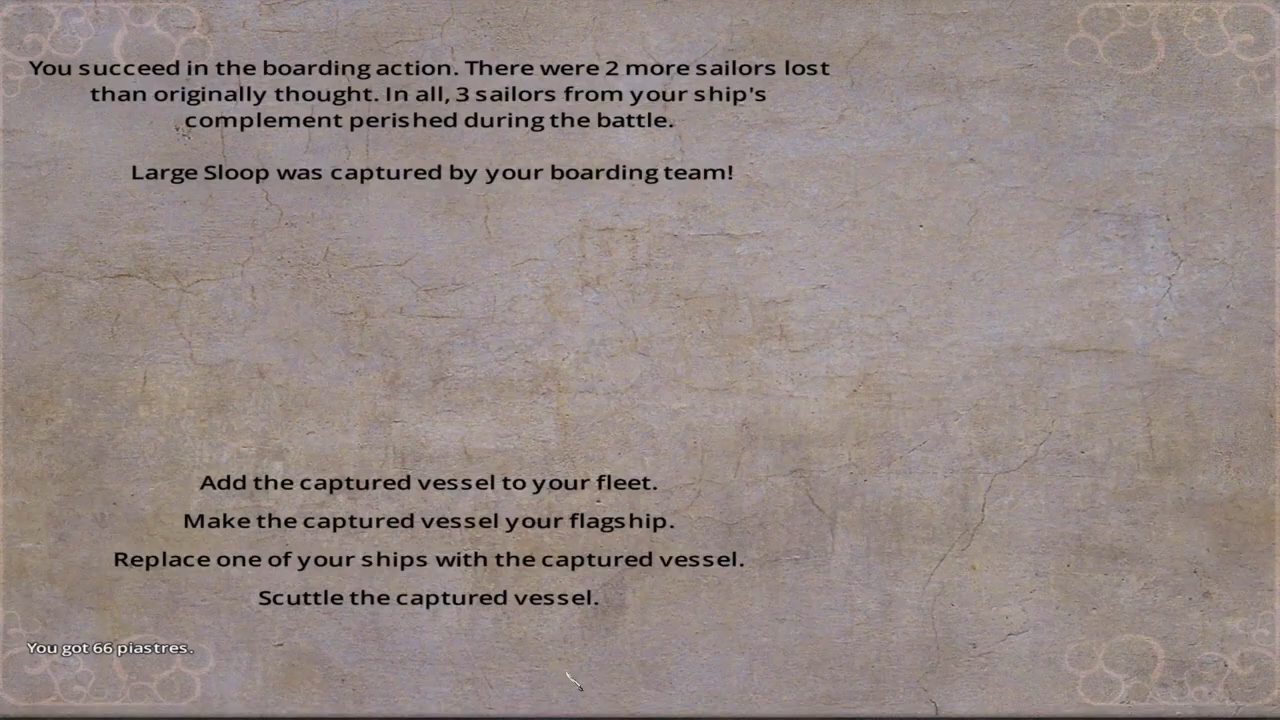 You succeed in the boarding action. There were 2 more sailors lost
than originally thought. In all, 3 sailors from your ship's
complement perished during the battle.
Large Sloop was captured by your boarding team!
Add the captured vessel to your fleet.
Make the captured vessel your flagship.
Replace one of your ships with the captured vessel.
Scuttle the captured vessel.
You got 66 piastres.